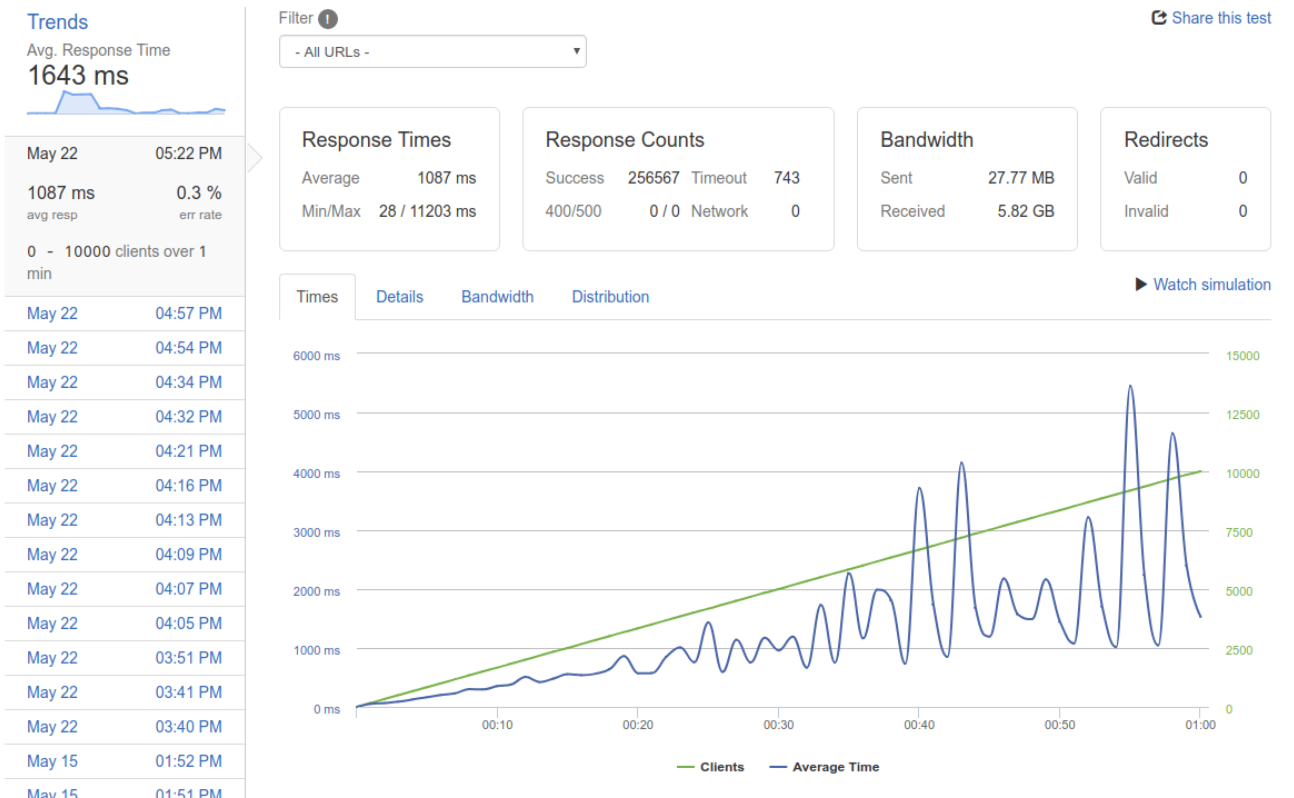 Trends
Avg. Response Time
1643 ms
May 22 05:22 PM
1087 ms 0.3 %
avg resp err rate
0 - 10000 clients over 1
min
May 22 04:57 PM
May 22 04:54 PM
May 22 04:34 PM
May 22 04:32 PM
May 22 04:21 PM
May 22 04:16 PM
May 22 04:13 PM
May 22 04:09 PM
May 22 04:07 PM
May 22 04:05 PM
May 22 03:51 PM
May 22 03:41 PM
May 22 03:40 PM
May 15 01:52 PM
May 15 01:51 PM
Filter !
Share this test
- All URLs -
Response Times
Average 1087 ms
Min/Max 28 / 11203 ms
Response Counts
Success 256567 Timeout 743
400/500 0 / 0 Network 0
Bandwidth
Sent 27.77 MB
Received 5.82 GB
Redirects
Valid 0
Invalid 0
Times Details Bandwidth Distribution
Watch simulation
6000 ms 15000
5000 ms 12500
4000 ms 10000
3000 ms 7500
2000 ms 5000
1000 ms 2500
0 ms 0
00:10 00:20 00:30 00:40 00:50 01:00
Clients Average Time